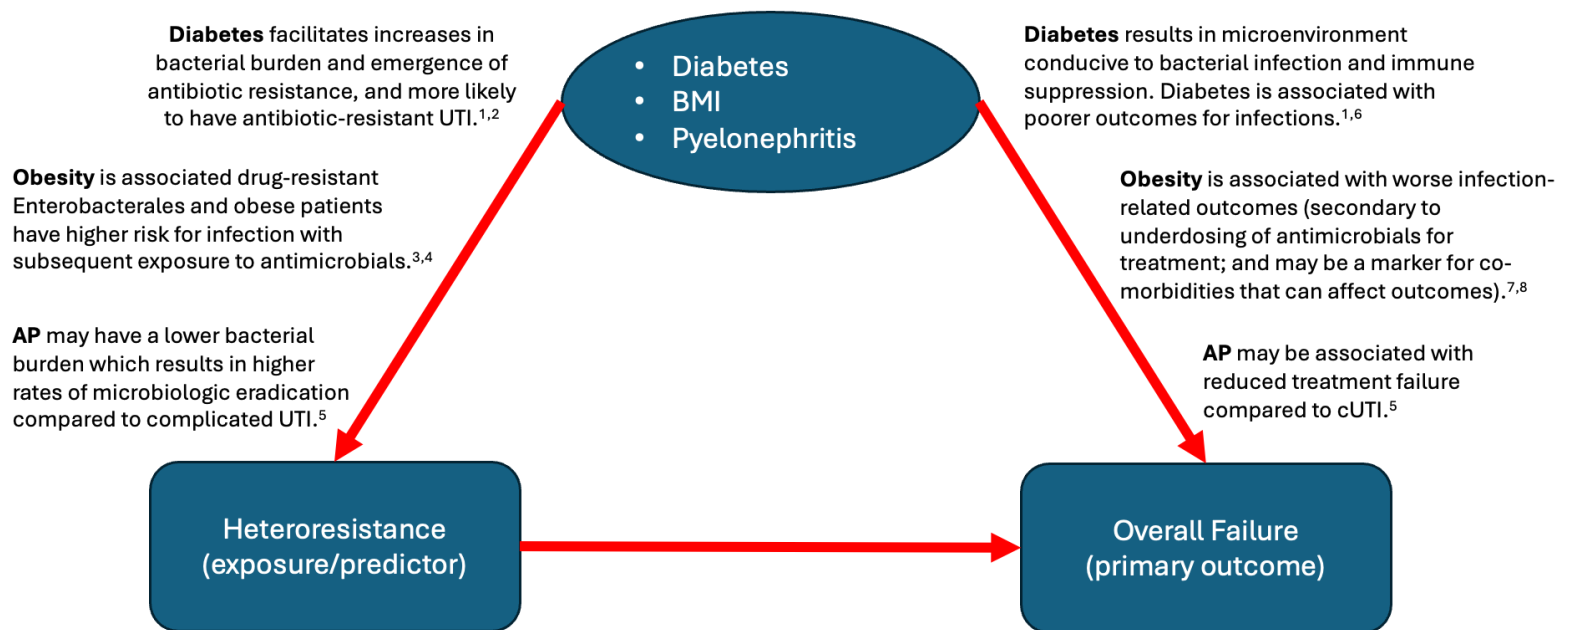 Diabetes facilitates increases in
bacterial burden and emergence of
antibiotic resistance, and more likely
to have antibiotic-resistant UTI.1,2
Obesity is associated drug-resistant
Enterobacterales and obese patients
have higher risk for infection with
subsequent exposure to antimicrobials.3,4
AP may have a lower bacterial
burden which results in higher
rates of microbiologic eradication
compared to complicated UTI.5
• Diabetes
• BMI
• Pyelonephritis
Diabetes results in microenvironment
conducive to bacterial infection and immune
suppression. Diabetes is associated with
poorer outcomes for infections.1,6
Obesity is associated with worse infection-
related outcomes (secondary to
underdosing of antimicrobials for
treatment; and may be a marker for co-
morbidities that can affect outcomes).7,8
AP may be associated with
reduced treatment failure
compared to cUTI.5
Heteroresistance
(exposure/predictor)
Overall Failure
(primary outcome)